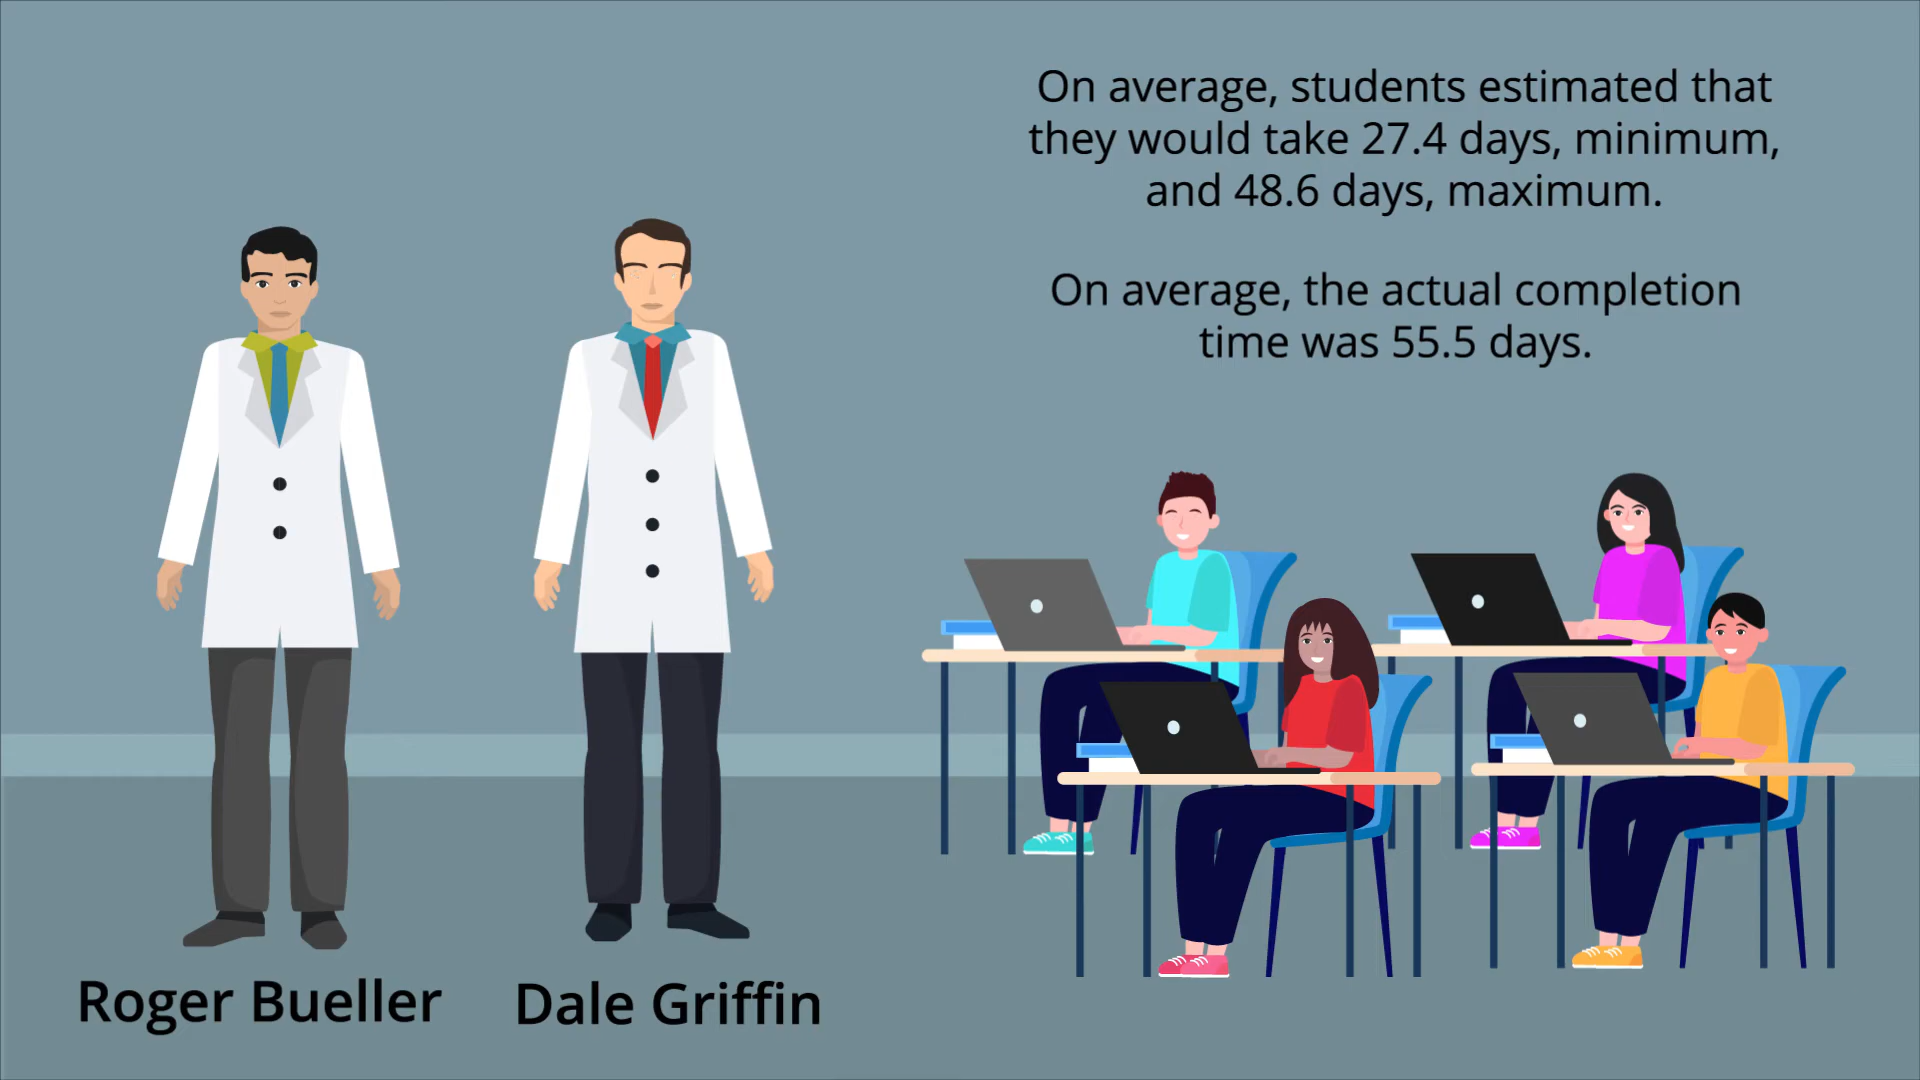 On average, students estimated that
they would take 27.4 days, minimum,
and 48.6 days, maximum.
On average, the actual completion
time was 55.5 days.
Roger Bueller
Dale Griffin